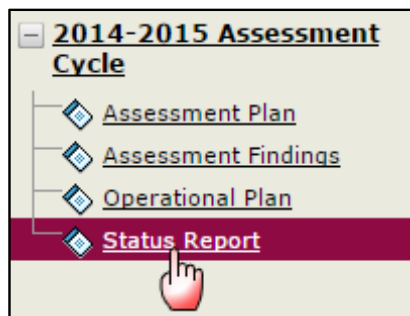 2014-2015 Assessment
Cycle
Assessment Plan
Assessment Findings
Operational Plan
Status Report